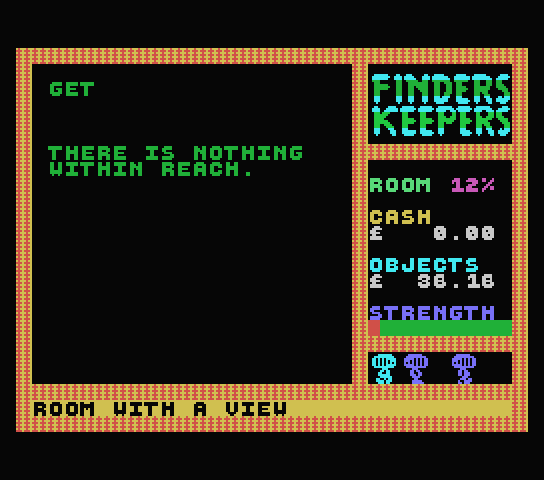 GET
THERE IS NOTHING
WITHIN REACH.
FINDERS
KEEPERS
ROOM 12%
CASH
£ 0.00
OBJECTS
£ 36.16
STRENGTH
ROOM WITH A VIEW